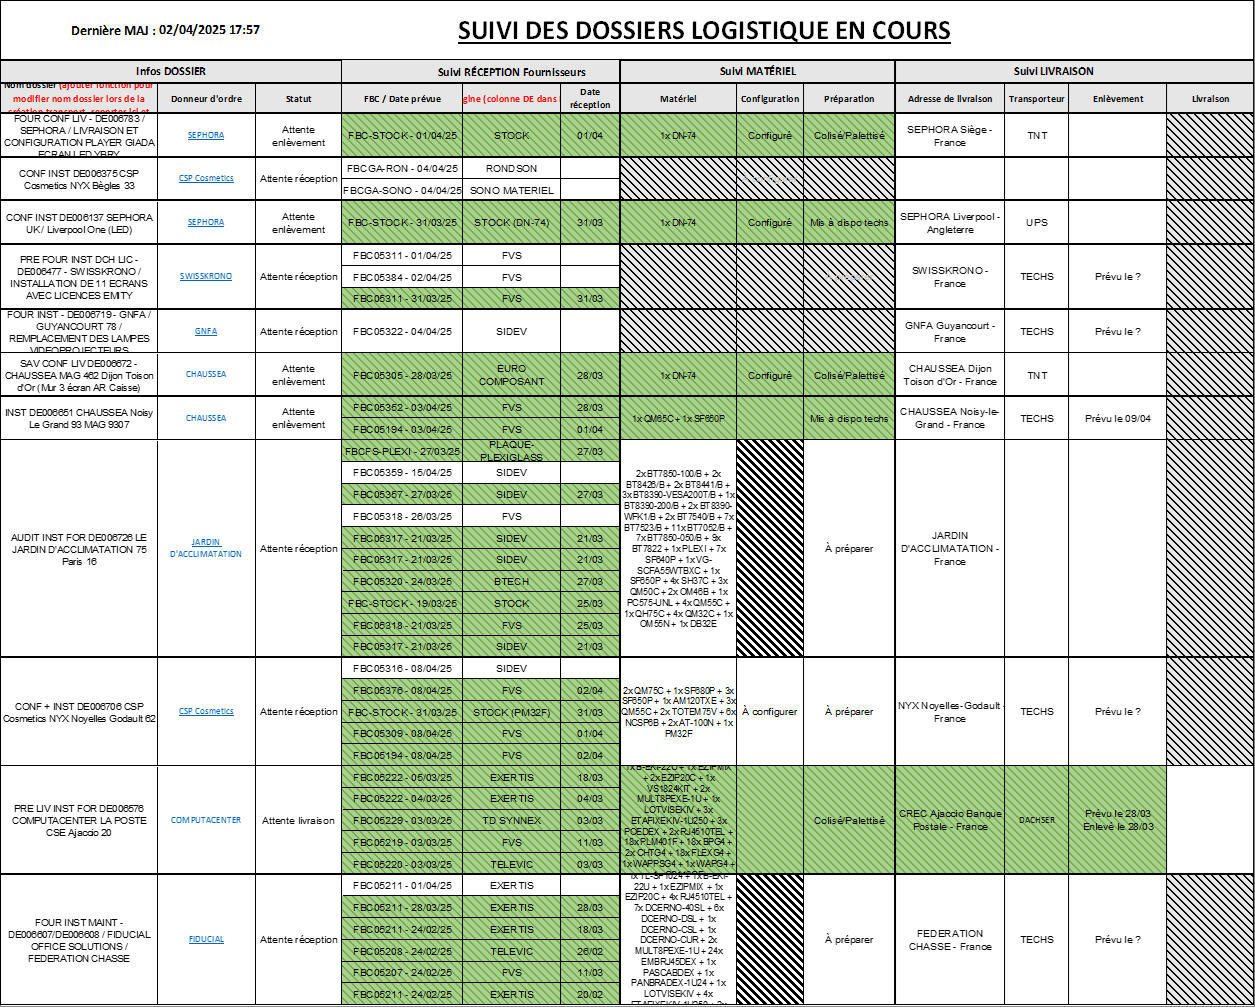 Dernière MAJ : 02/04/2025 17:57
SUIVI DES DOSSIERS LOGISTIQUE EN COURS
Infos DOSSIER
Suivi RÉCEPTION Fournisseurs
Suivi MATÉRIEL
Suivi LIVRAISON
Nom dossier (ajouter fonction pour
modifier nom dossier lors de la
création transport, reporter ici et
Donneur d'ordre
Statut
FBC / Date prévue
gine (colonne DE dans
Date
réception
Matériel
Configuration
Préparation
Adresse de livraison
Transporteur
Enlèvement
Livraison
FOUR CONF LIV - DE006783 /
SEPHORA / LIVRAISON ET
CONFIGURATION PLAYER GIADA
ECRAN LED YBRY
SEPHORA
Attente
enlèvement
FBC-STOCK - 01/04/25
STOCK
01/04
1x DN-74
Configuré
Colisé/Palettisé
SEPHORA Siège -
France
TNT
CONF INST DE006375 CSP
Cosmetics NYX Bègles 33
CSP Cosmetics
Attente réception
FBCGA-RON - 04/04/25
RONDSON
FBCGA-SONO - 04/04/25
SONO MATERIEL
CONF INST DE006137 SEPHORA
UK / Liverpool One (LED)
SEPHORA
Attente
enlèvement
FBC-STOCK - 31/03/25
STOCK (DN-74)
31/03
1x DN-74
Configuré
Mis à dispo techs
SEPHORA Liverpool -
Angleterre
UPS
PRE FOUR INST DCH LIC -
DE006477 - SWISSKRONO /
INSTALLATION DE 11 ECRANS
AVEC LICENCES EMITY
SWISSKRONO
Attente réception
FBC05311 - 01/04/25
FVS
FBC05384 - 02/04/25
FVS
FBC05311 - 31/03/25
FVS
31/03
SWISSKRONO -
France
TECHS
Prévu le ?
FOUR INST - DE006719 - GNFA /
GUYANCOURT 78 /
REMPLACEMENT DES LAMPES
VIDEOPROJECTEURS
GNFA
Attente réception
FBC05322 - 04/04/25
SIDEV
GNFA Guyancourt -
France
TECHS
Prévu le ?
SAV CONF LIV DE006672 -
CHAUSSEA MAG 462 Dijon Toison
d'Or (Mur 3 écran AR Caisse)
CHAUSSEA
Attente
enlèvement
FBC05305 - 28/03/25
EURO
COMPOSANT
28/03
1x DN-74
Configuré
Colisé/Palettisé
CHAUSSEA Dijon
Toison d'Or - France
TNT
INST DE006651 CHAUSSEA Noisy
Le Grand 93 MAG 9307
CHAUSSEA
Attente
enlèvement
FBC05352 - 03/04/25
FVS
28/03
FBC05194 - 03/04/25
FVS
01/04
1x QM65C + 1x SF650P
Mis à dispo techs
CHAUSSEA Noisy-le-
Grand - France
TECHS
Prévu le 09/04
AUDIT INST FOR DE006726 LE
JARDIN D'ACCLIMATATION 75
Paris 16
JARDIN
D'ACCLIMATATION
Attente réception
FBCFS-PLEXI - 27/03/25
PLAQUE-
PLEXIGLASS
27/03
FBC05359 - 15/04/25
SIDEV
FBC05357 - 27/03/25
SIDEV
27/03
FBC05318 - 26/03/25
FVS
FBC05317 - 21/03/25
SIDEV
21/03
FBC05317 - 21/03/25
SIDEV
21/03
FBC05320 - 24/03/25
BTECH
27/03
FBC-STOCK - 19/03/25
STOCK
25/03
FBC05318 - 21/03/25
FVS
25/03
FBC05317 - 21/03/25
SIDEV
21/03
2x BT7850-100/B + 2x
BT8426/B + 2x BT8441/B +
3x BT8390-VESA200T/B + 1x
BT8390-200/B + 2x BT8390-
WFK1/B + 2x BT7540/B + 7x
BT7523/B + 11x BT7052/B +
7x BT7850-050/B + 9x
BT7822 + 1x PLEXI + 7x
SF640P + 1x VG-
SCFA55WTBXC + 1x
SF650P + 4x SH37C + 3x
QM50C + 2x OM46B + 1x
PC575-UNL + 4x QM55C +
1x QH75C + 4x QM32C + 1x
OM55N + 1x DB32E
À préparer
JARDIN
D'ACCLIMATATION -
France
CONF + INST DE006706 CSP
Cosmetics NYX Noyelles Godault 62
CSP Cosmetics
Attente réception
FBC05316 - 08/04/25
SIDEV
FBC05376 - 08/04/25
FVS
02/04
FBC-STOCK - 31/03/25
STOCK (PM32F)
31/03
FBC05309 - 08/04/25
FVS
01/04
FBC05194 - 08/04/25
FVS
02/04
2x QM75C + 1x SF680P + 3x
SF650P + 1x AM120TXE + 3x
QM55C + 2x TOTEM75V + 6x
NCSP6B + 2x AT-100N + 1x
PM32F
À configurer
À préparer
NYX Noyelles-Godault -
France
TECHS
Prévu le ?
PRE LIV INST FOR DE006576
COMPUTACENTER LA POSTE
CSE Ajaccio 20
COMPUTACENTER
Attente livraison
FBC05222 - 05/03/25
EXERTIS
18/03
FBC05222 - 04/03/25
EXERTIS
04/03
FBC05229 - 03/03/25
TD SYNNEX
03/03
FBC05219 - 03/03/25
FVS
11/03
FBC05220 - 03/03/25
TELEVIC
03/03
1x B-EKI-22U + 1x EZIPMIX
+ 2x EZIP20C + 1x
VS1824KIT + 2x
MULT8PEXE-1U + 1x
LOTVISEKIV + 3x
ETAFIXEKIV-1U250 + 3x
POEDEX + 2x RJ4510TEL +
18x PLM401F + 18x BPG4 +
2x CHTG4 + 18x FLEXG4 +
1x WAPPSG4 + 1x WAPG4 +
Colisé/Palettisé
CREC Ajaccio Banque
Postale - France
DACHSER
Prévu le 28/03
Enlevé le 28/03
FOUR INST MAINT -
DE006607/DE006608 / FIDUCIAL
OFFICE SOLUTIONS /
FEDERATION CHASSE
FIDUCIAL
Attente réception
FBC05211 - 01/04/25
EXERTIS
FBC05211 - 28/03/25
EXERTIS
28/03
FBC05211 - 24/02/25
EXERTIS
18/03
FBC05208 - 24/02/25
TELEVIC
26/02
FBC05207 - 24/02/25
FVS
11/03
FBC05211 - 24/02/25
EXERTIS
20/02
1x TL-SF1024 + 1x B-EKI-
22U + 1x EZIPMIX + 1x
EZIP20C + 4x RJ4510TEL +
7x DCERNO-40SL + 6x
DCERNO-DSL + 1x
DCERNO-CSL + 1x
DCERNO-CUR + 2x
MULT8PEXE-1U + 24x
EMBRJ45DEX + 1x
PASCABDEX + 1x
PANBRADEX-1U24 + 1x
LOTVISEKIV + 4x
ETAFIXEKIV-1U250 + 2x
À préparer
FEDERATION
CHASSE - France
TECHS
Prévu le ?